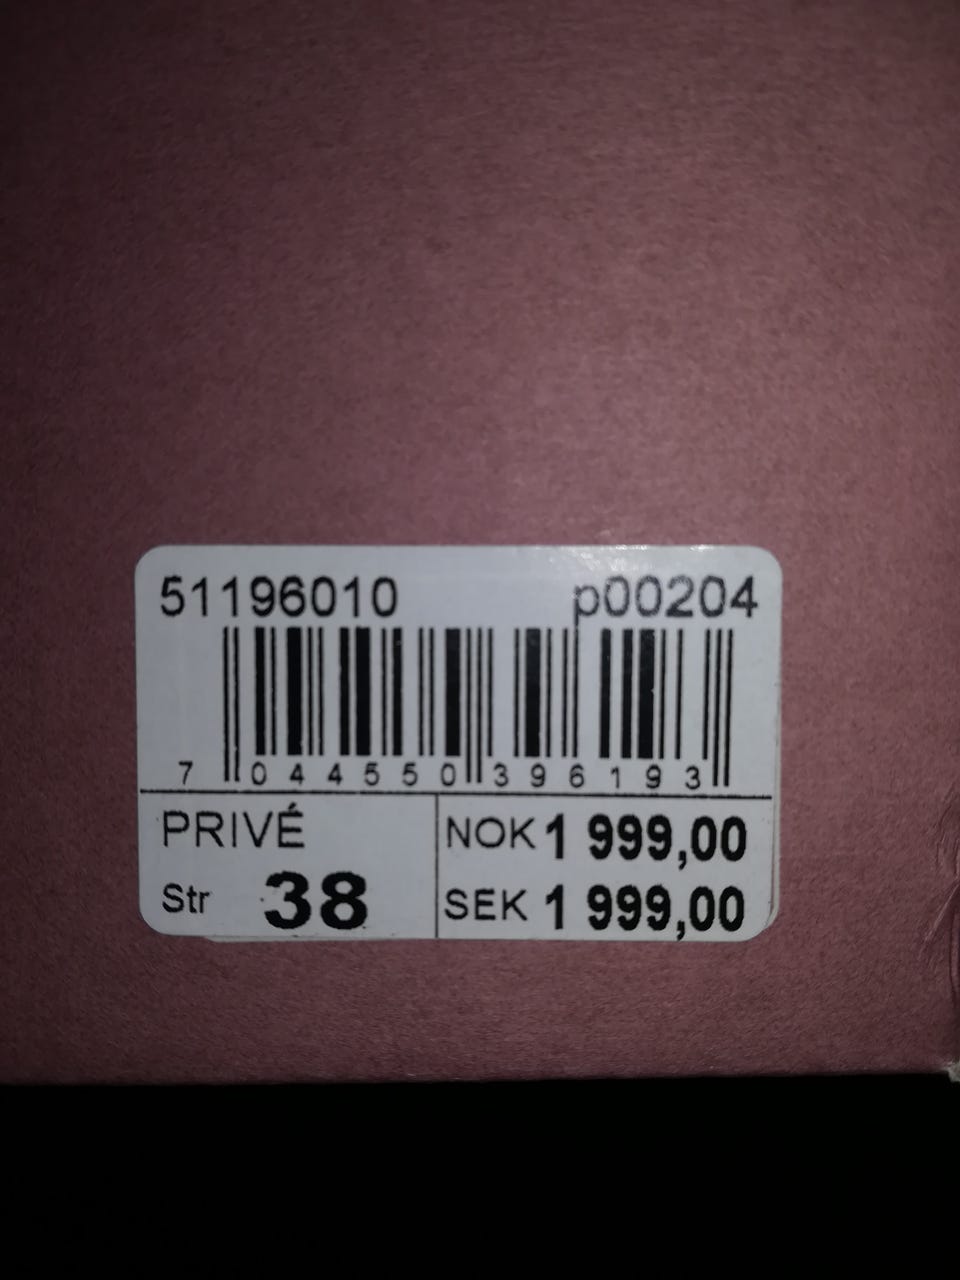 51196010 p00204
7 044550 396193
PRIVÉ
Str 38
NOK 1 999,00
SEK 1 999,00